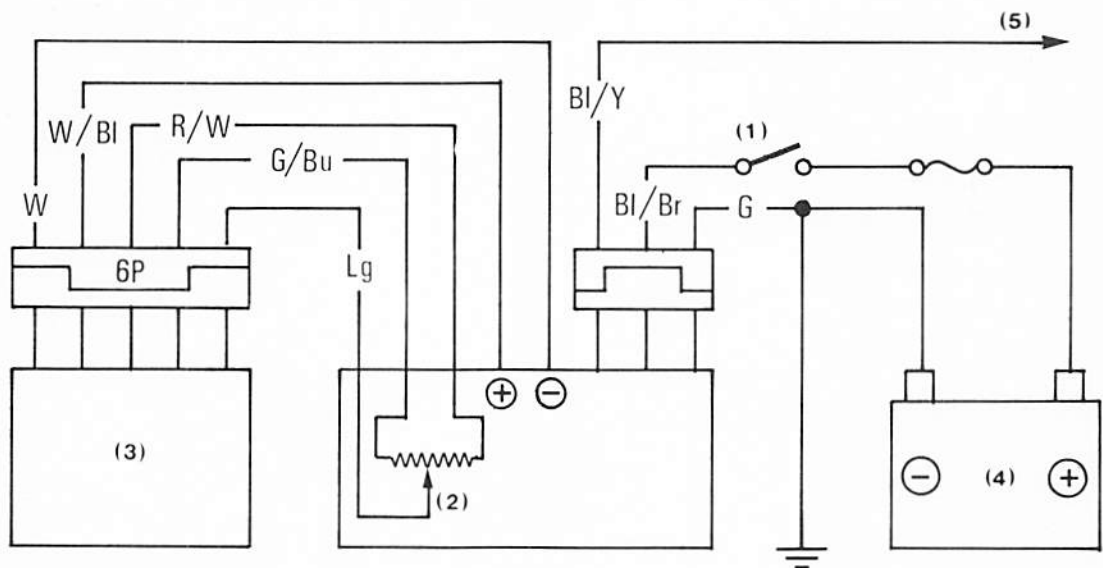 (5)
Bl/Y
W/Bl
R/W
(1)
G/Bu
W
Bl/Br
G
6P
Lg
+
−
(3)
(2)
−
(4)
+